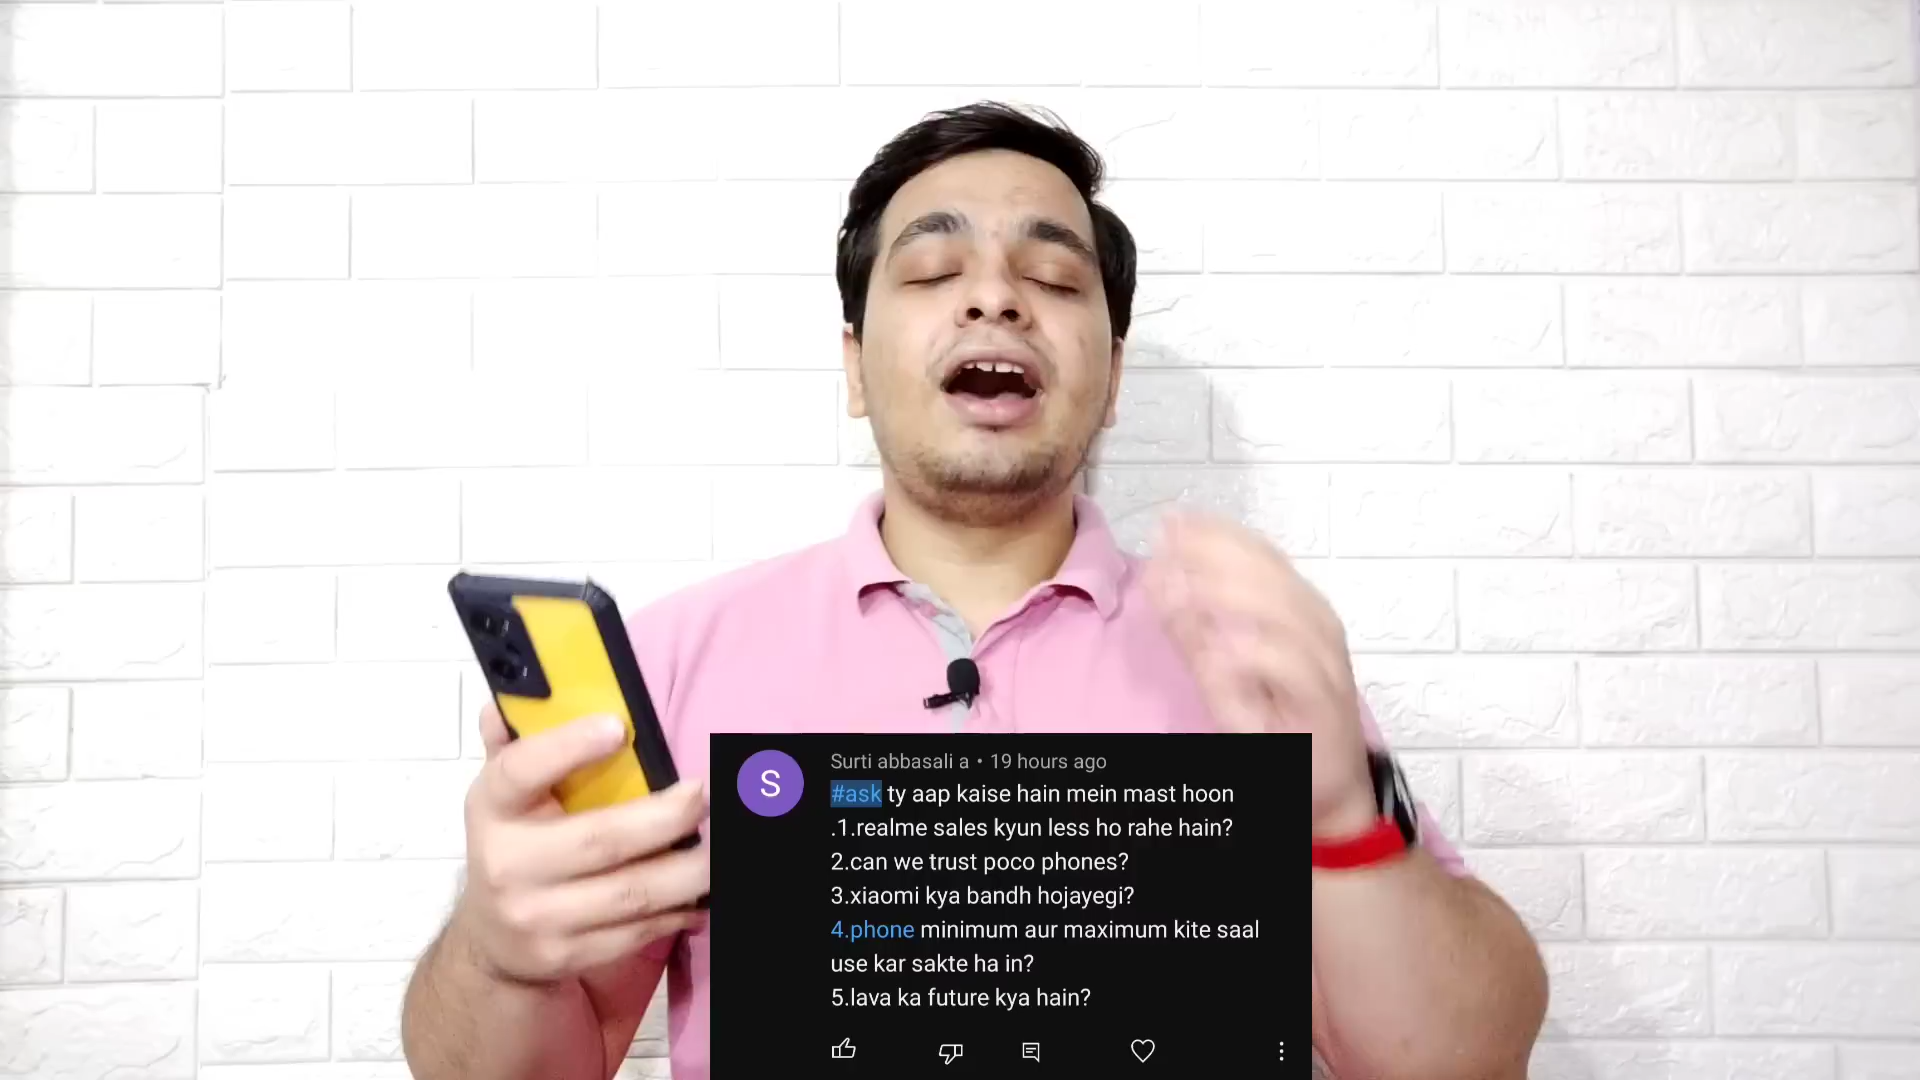 S
Surti abbasali a • 19 hours ago
#ask ty aap kaise hain mein mast hoon
.1.realme sales kyun less ho rahe hain?
2.can we trust poco phones?
3.xiaomi kya bandh hojayegi?
4.phone minimum aur maximum kite saal
use kar sakte ha in?
5.lava ka future kya hain?